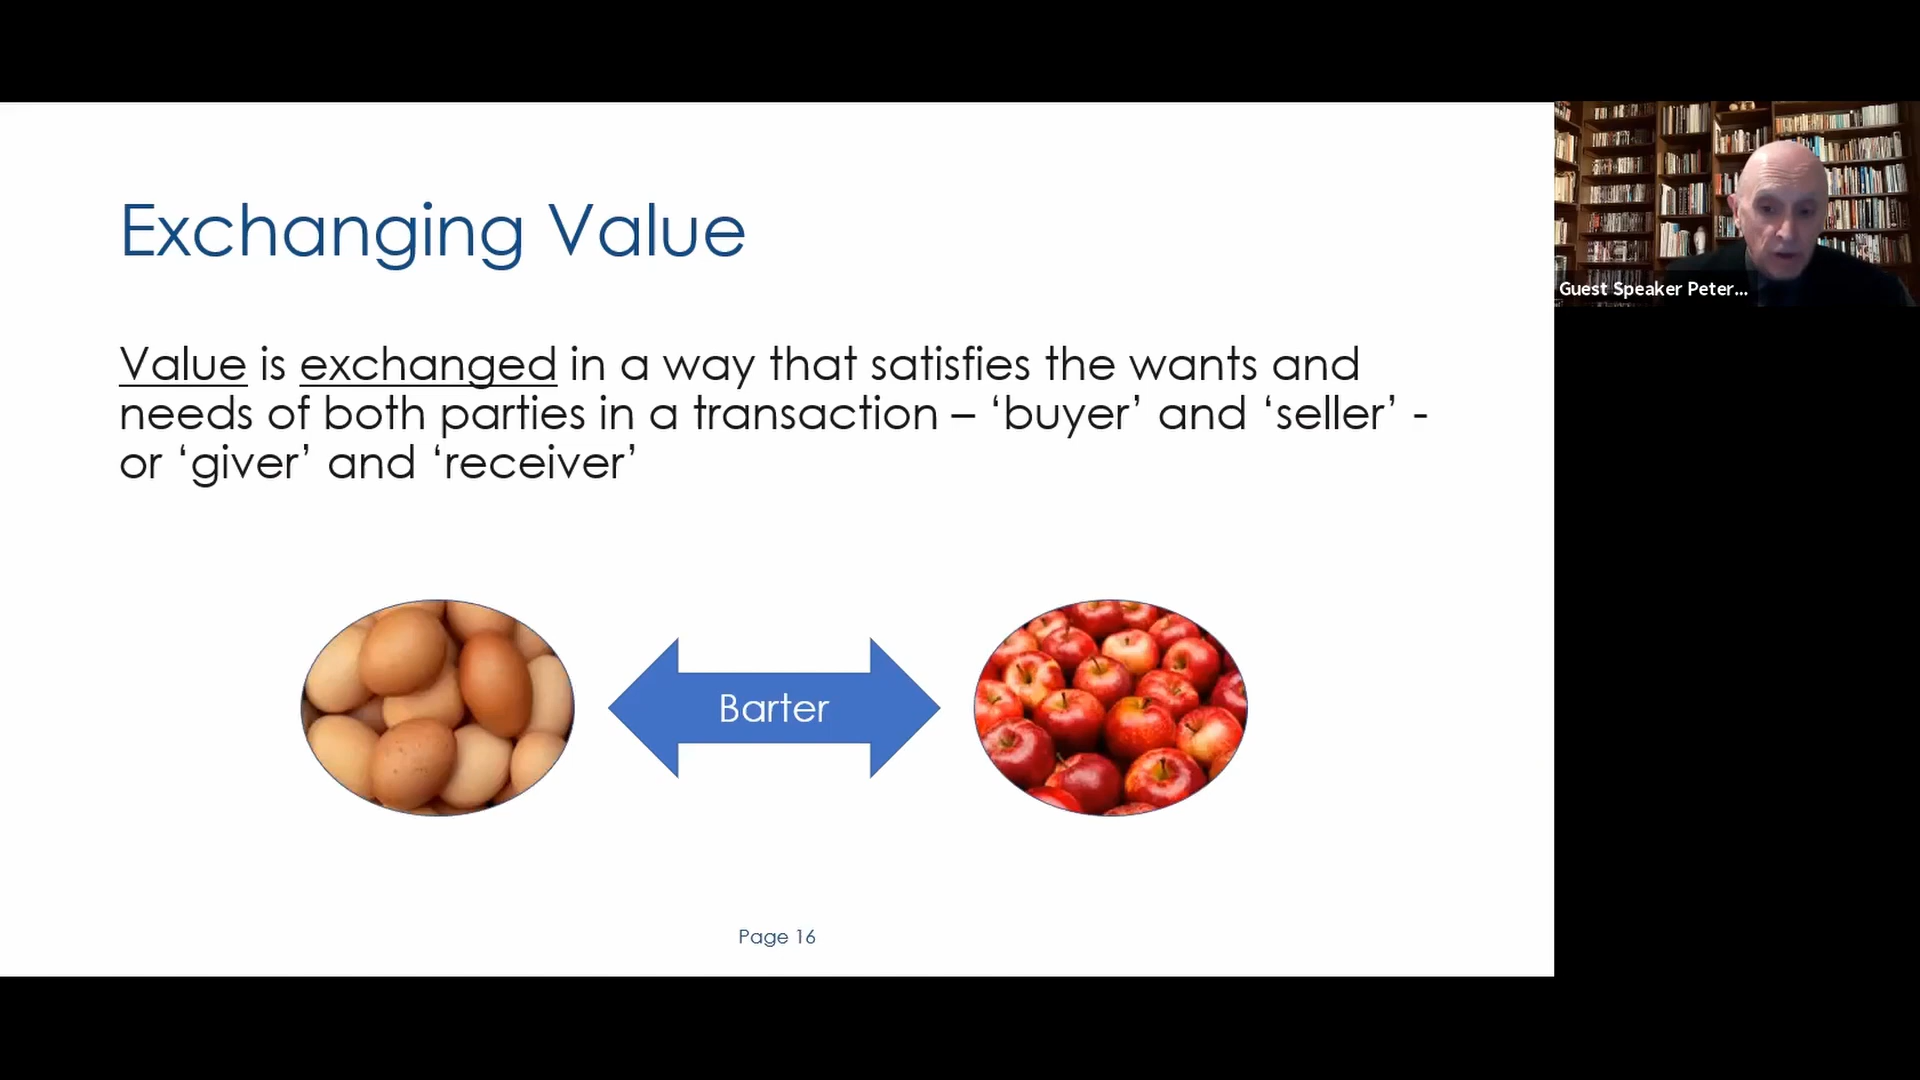 Exchanging Value
Value is exchanged in a way that satisfies the wants and
needs of both parties in a transaction – ‘buyer’ and ‘seller’ -
or ‘giver’ and ‘receiver’
Barter
Page 16
Guest Speaker Peter...